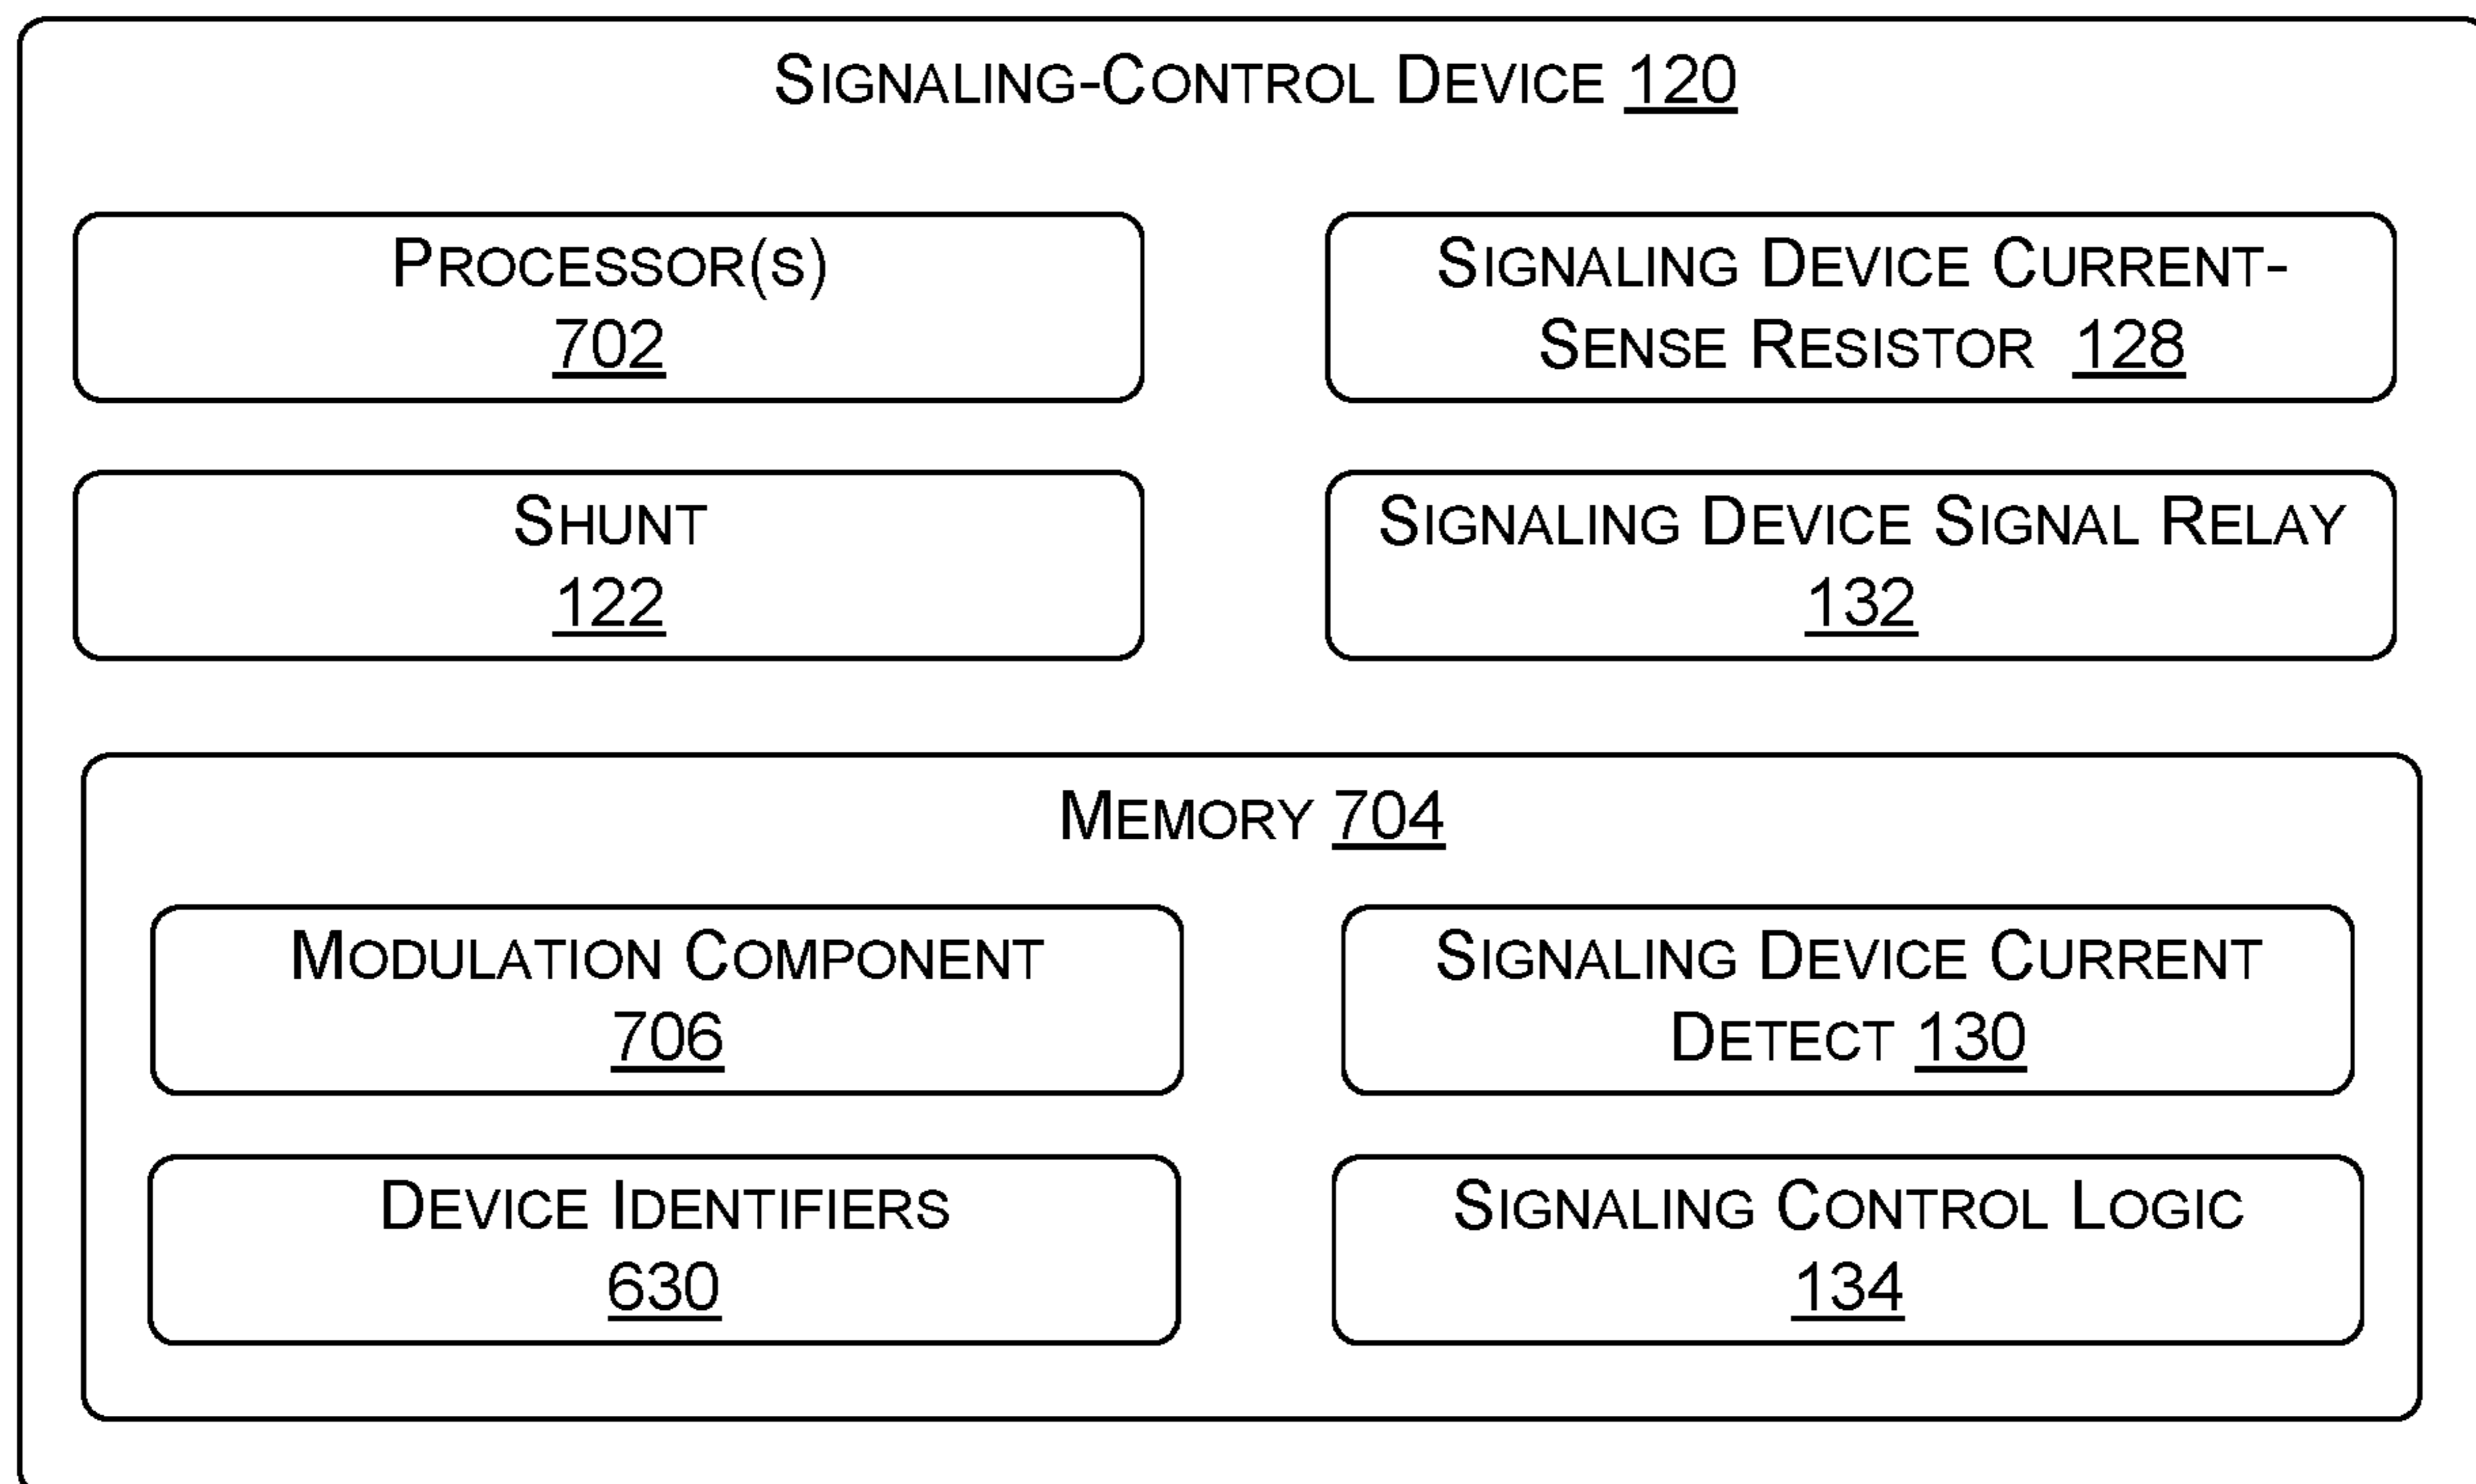 SIGNALING-CONTROL DEVICE 120
PROCESSOR(S)
702
SIGNALING DEVICE CURRENT-
SENSE RESISTOR 128
SHUNT
122
SIGNALING DEVICE SIGNAL RELAY
132
MEMORY 704
MODULATION COMPONENT
706
SIGNALING DEVICE CURRENT
DETECT 130
DEVICE IDENTIFIERS
630
SIGNALING CONTROL LOGIC
134